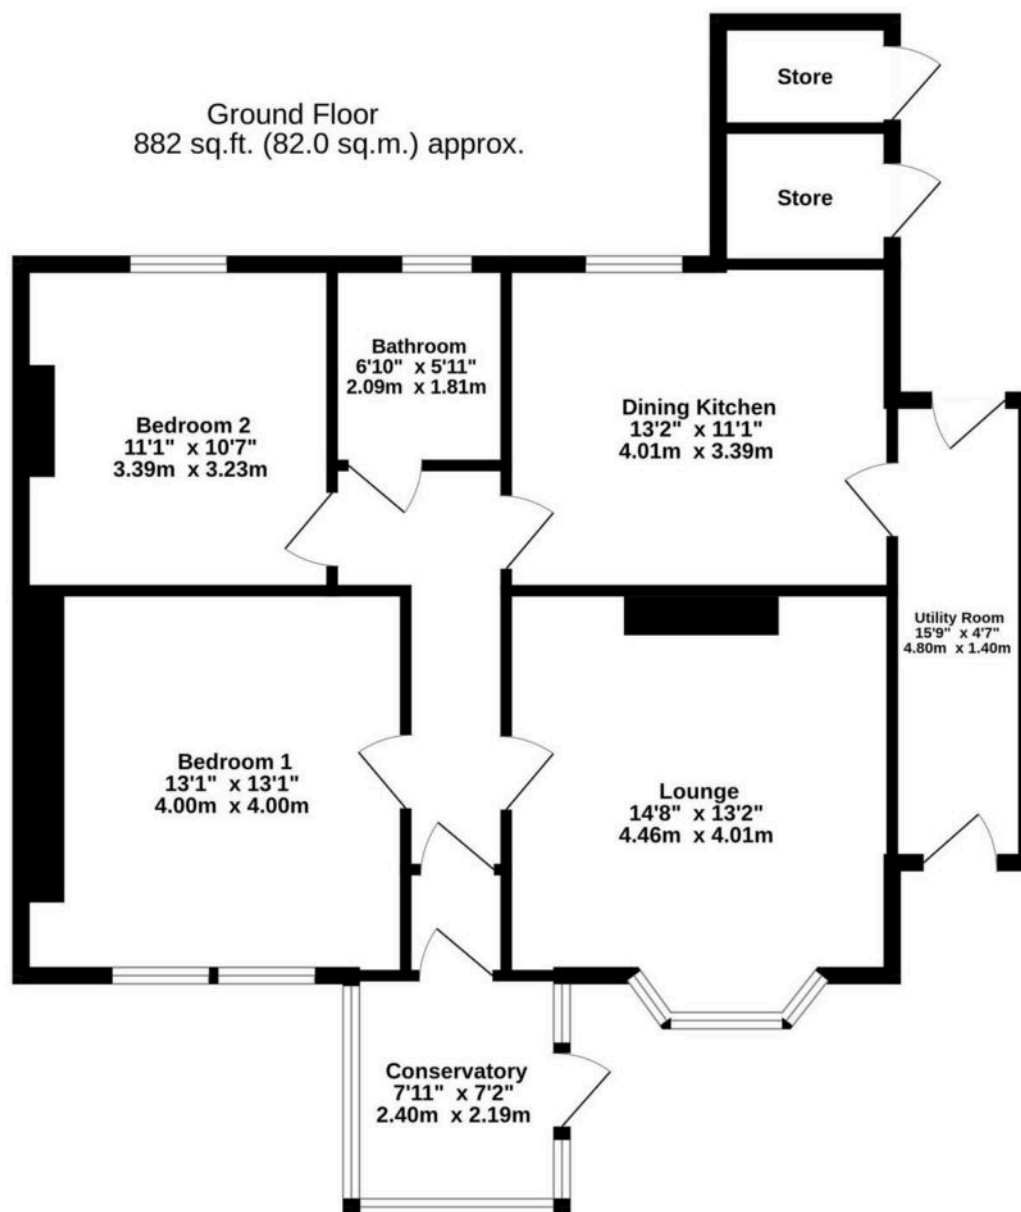 Ground Floor
882 sq.ft. (82.0 sq.m.) approx.
Store
Store
Bathroom
6'10" x 5'11"
2.09m x 1.81m
Dining Kitchen
13'2" x 11'1"
4.01m x 3.39m
Bedroom 2
11'1" x 10'7"
3.39m x 3.23m
Utility Room
15'9" x 4'7"
4.80m x 1.40m
Bedroom 1
13'1" x 13'1"
4.00m x 4.00m
Lounge
14'8" x 13'2"
4.46m x 4.01m
Conservatory
7'11" x 7'2"
2.40m x 2.19m